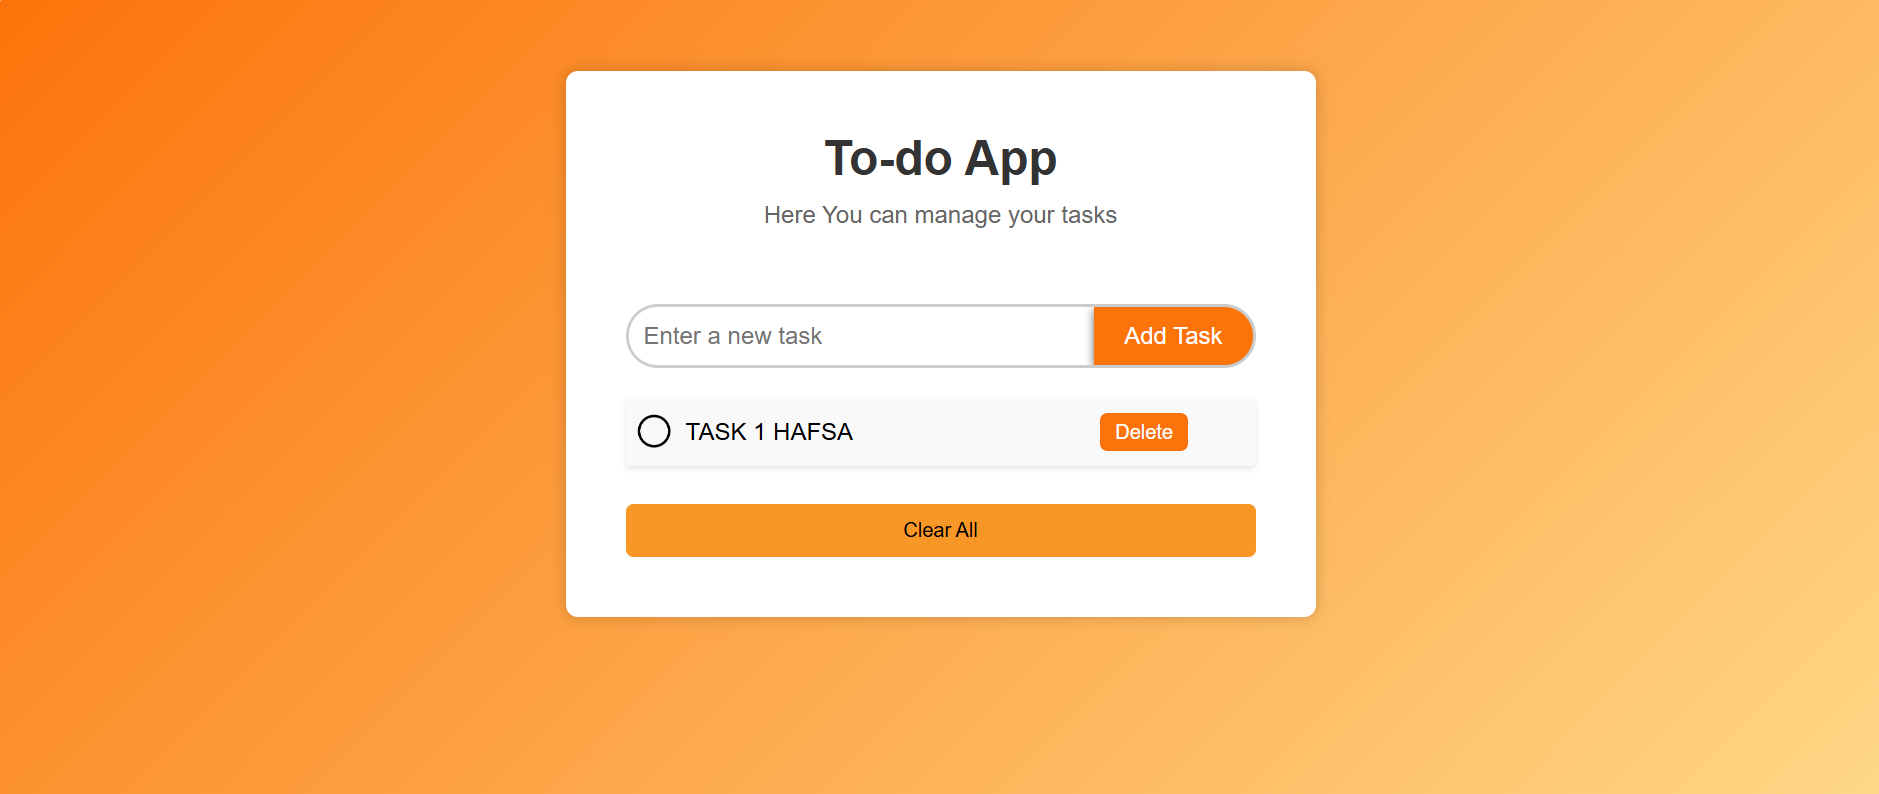 To-do App
Here You can manage your tasks
Enter a new task Add Task
TASK 1 HAFSA Delete
Clear All